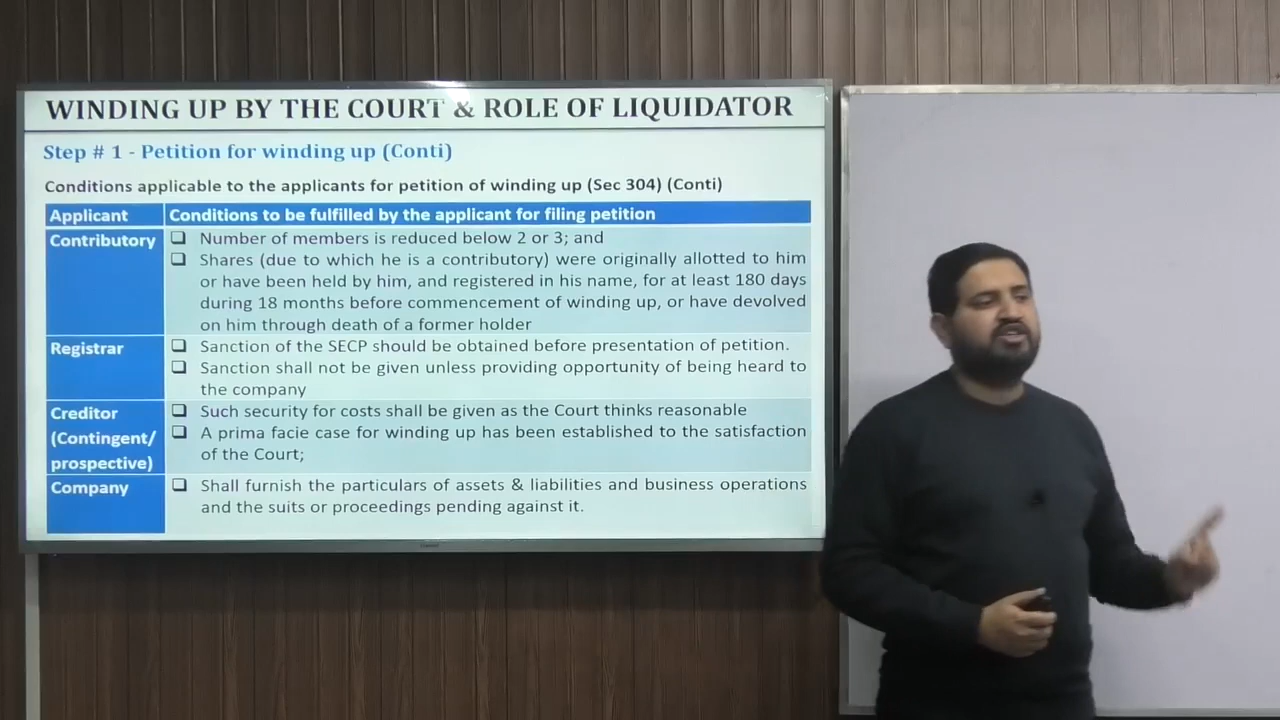 WINDING UP BY THE COURT & ROLE OF LIQUIDATOR
Step # 1 - Petition for winding up (Conti)
Conditions applicable to the applicants for petition of winding up (Sec 304) (Conti)
Applicant
Conditions to be fulfilled by the applicant for filing petition
Contributory
❑ Number of members is reduced below 2 or 3; and
❑ Shares (due to which he is a contributory) were originally allotted to him
or have been held by him, and registered in his name, for at least 180 days
during 18 months before commencement of winding up, or have devolved
on him through death of a former holder
Registrar
❑ Sanction of the SECP should be obtained before presentation of petition.
❑ Sanction shall not be given unless providing opportunity of being heard to
the company
Creditor
(Contingent/
prospective)
❑ Such security for costs shall be given as the Court thinks reasonable
❑ A prima facie case for winding up has been established to the satisfaction
of the Court;
Company
❑ Shall furnish the particulars of assets & liabilities and business operations
and the suits or proceedings pending against it.